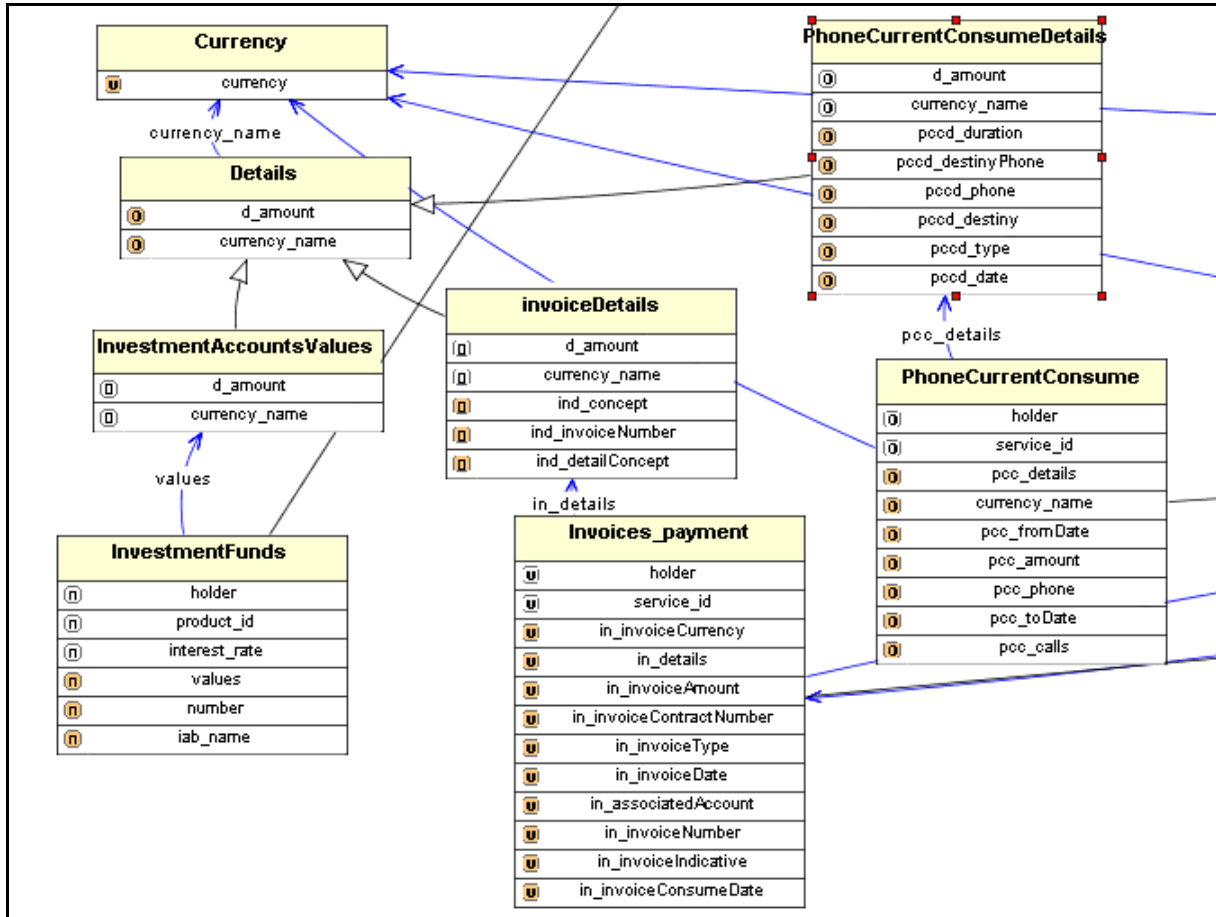 Currency
currency
currency_name
Details
d_amount
currency_name
InvestmentAccountsValues
d_amount
currency_name
values
InvestmentFunds
holder
product_id
interest_rate
values
number
iab_name
invoiceDetails
d_amount
currency_name
ind_concept
ind_invoiceNumber
ind_detailConcept
in_details
Invoices_payment
holder
service_id
in_invoiceCurrency
in_details
in_invoiceAmount
in_invoiceContractNumber
in_invoiceType
in_invoiceDate
in_associatedAccount
in_invoiceNumber
in_invoiceIndicative
in_invoiceConsumeDate
PhoneCurrentConsumeDetails
d_amount
currency_name
pccd_duration
pccd_destinyPhone
pccd_phone
pccd_destiny
pccd_type
pccd_date
pcc_details
PhoneCurrentConsume
holder
service_id
pcc_details
currency_name
pcc_fromDate
pcc_amount
pcc_phone
pcc_toDate
pcc_calls